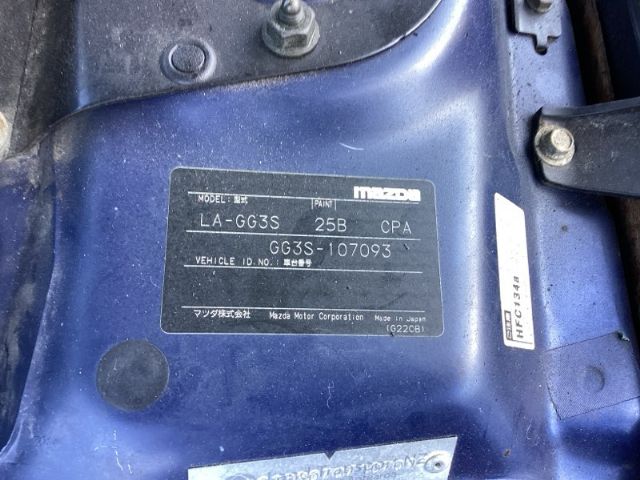 mazda
MODEL: 型式 PAINT
LA-GG3S 25B CPA
GG3S-107093
VEHICLE ID.NO.: 車台番号
マツダ株式会社 Mazda Motor Corporation Made in Japan
(G22CB)
HFC134a